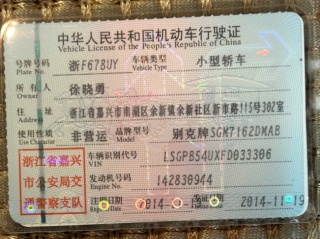 中华人民共和国机动车行驶证
Vehicle License of the People's Republic of China
号牌号码 浙F678UY 车辆类型 小型轿车
Plate No. Vehicle Type
所有人 徐晓勇
Owner
住址 浙江省嘉兴市南湖区余新镇余新社区新市路115号302室
Address
使用性质 非营运 品牌型号 别克牌SGM7162DMAB
Use Character Model
浙江省嘉兴 车辆识别代号 LSGPB54UXFD033306
VIN
市公安局交 发动机号码 142830944
Engine No.
通警察支队 注册日期 2014-11 2014-11-19